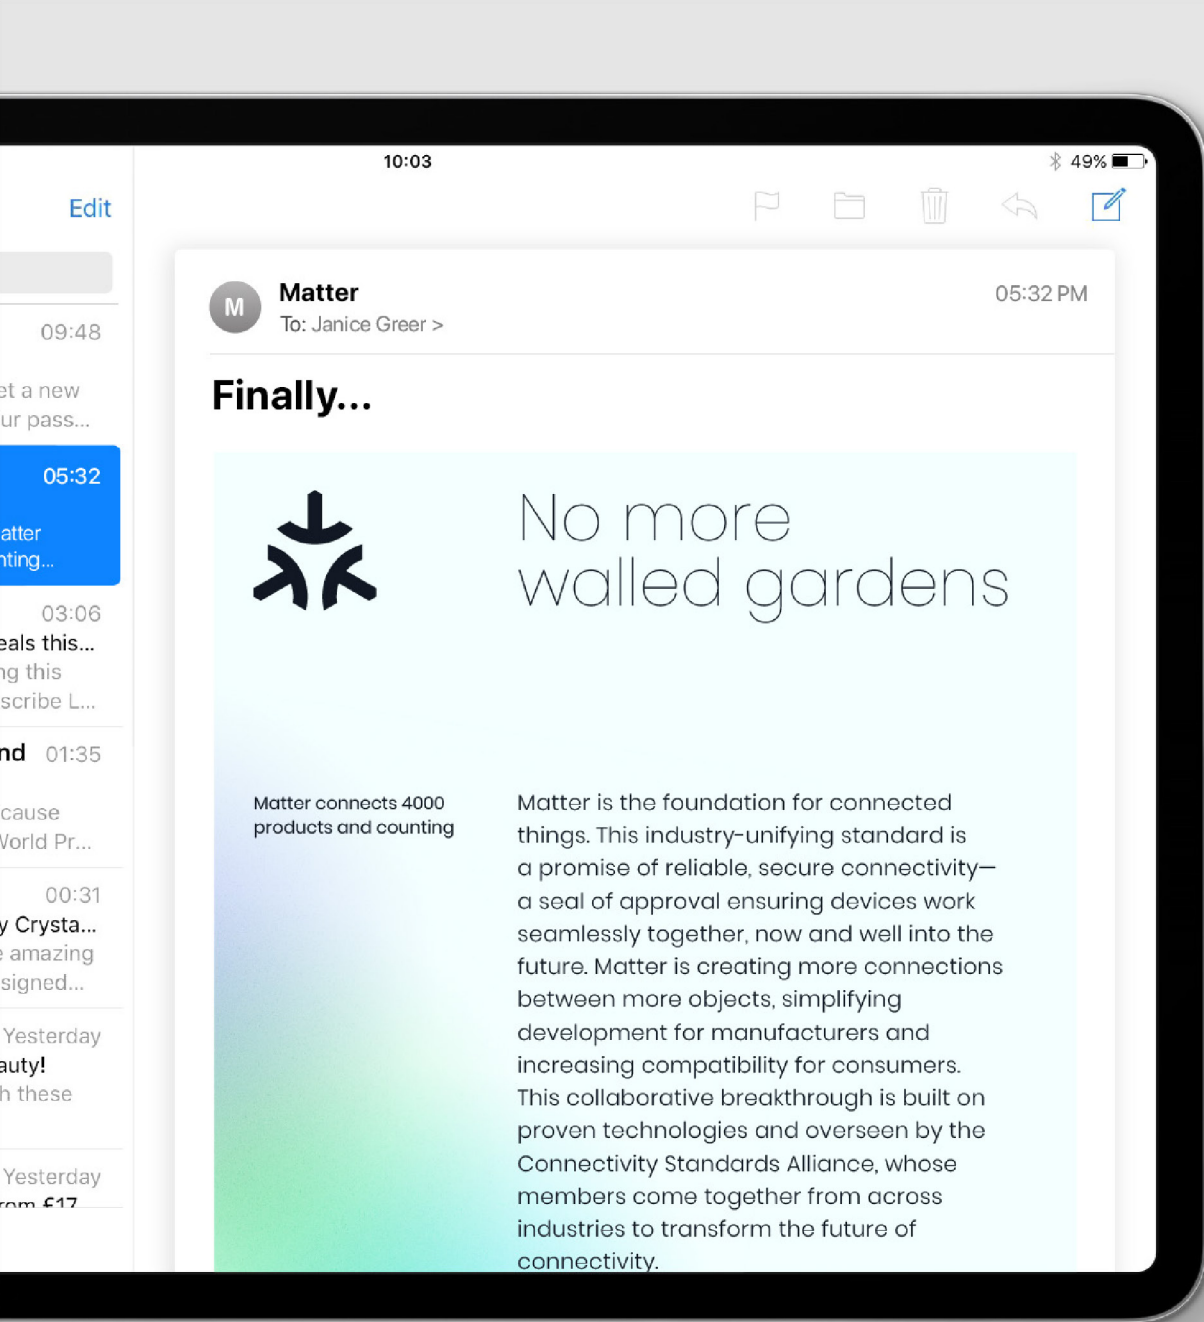 10:03
49%
Edit
09:48
et a new
ur pass...
05:32
atter
nting...
03:06
eals this...
ng this
scribe L...
nd 01:35
cause
World Pr...
00:31
y Crysta...
e amazing
signed...
Yesterday
auty!
h these
Yesterday
rom £17
M
Matter
05:32 PM
To: Janice Greer >
Finally...
No more
walled gardens
Matter connects 4000
products and counting
Matter is the foundation for connected
things. This industry-unifying standard is
a promise of reliable, secure connectivity—
a seal of approval ensuring devices work
seamlessly together, now and well into the
future. Matter is creating more connections
between more objects, simplifying
development for manufacturers and
increasing compatibility for consumers.
This collaborative breakthrough is built on
proven technologies and overseen by the
Connectivity Standards Alliance, whose
members come together from across
industries to transform the future of
connectivity.